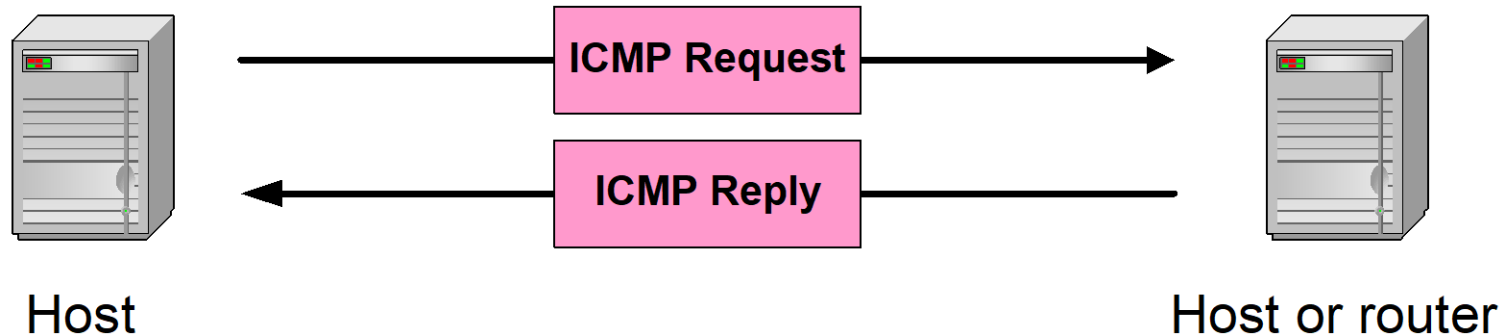 ICMP Request
ICMP Reply
Host
Host or router